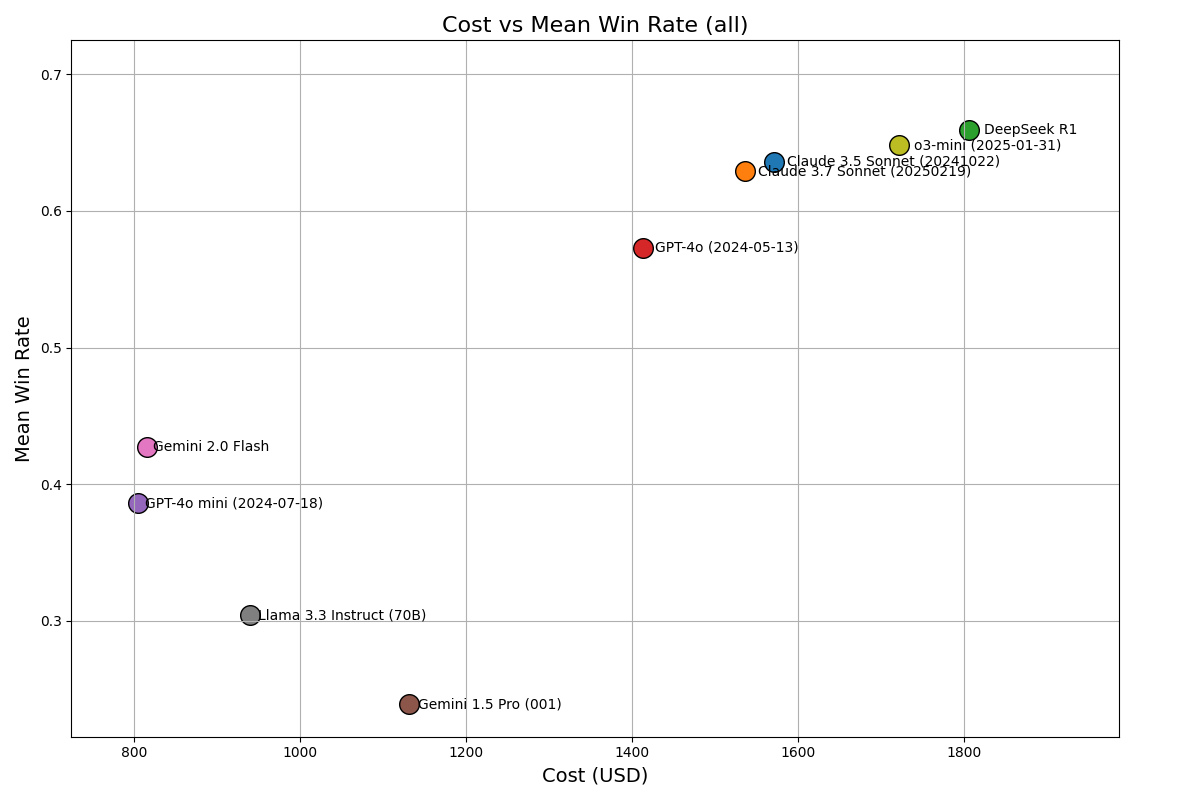 Cost vs Mean Win Rate (all)
0.7
DeepSeek R1
o3-mini (2025-01-31)
Claude 3.5 Sonnet (20241022)
Claude 3.7 Sonnet (20250219)
0.6
GPT-4o (2024-05-13)
0.5
Mean Win Rate
Gemini 2.0 Flash
0.4
GPT-4o mini (2024-07-18)
0.3
Llama 3.3 Instruct (70B)
Gemini 1.5 Pro (001)
800 1000 1200 1400 1600 1800
Cost (USD)